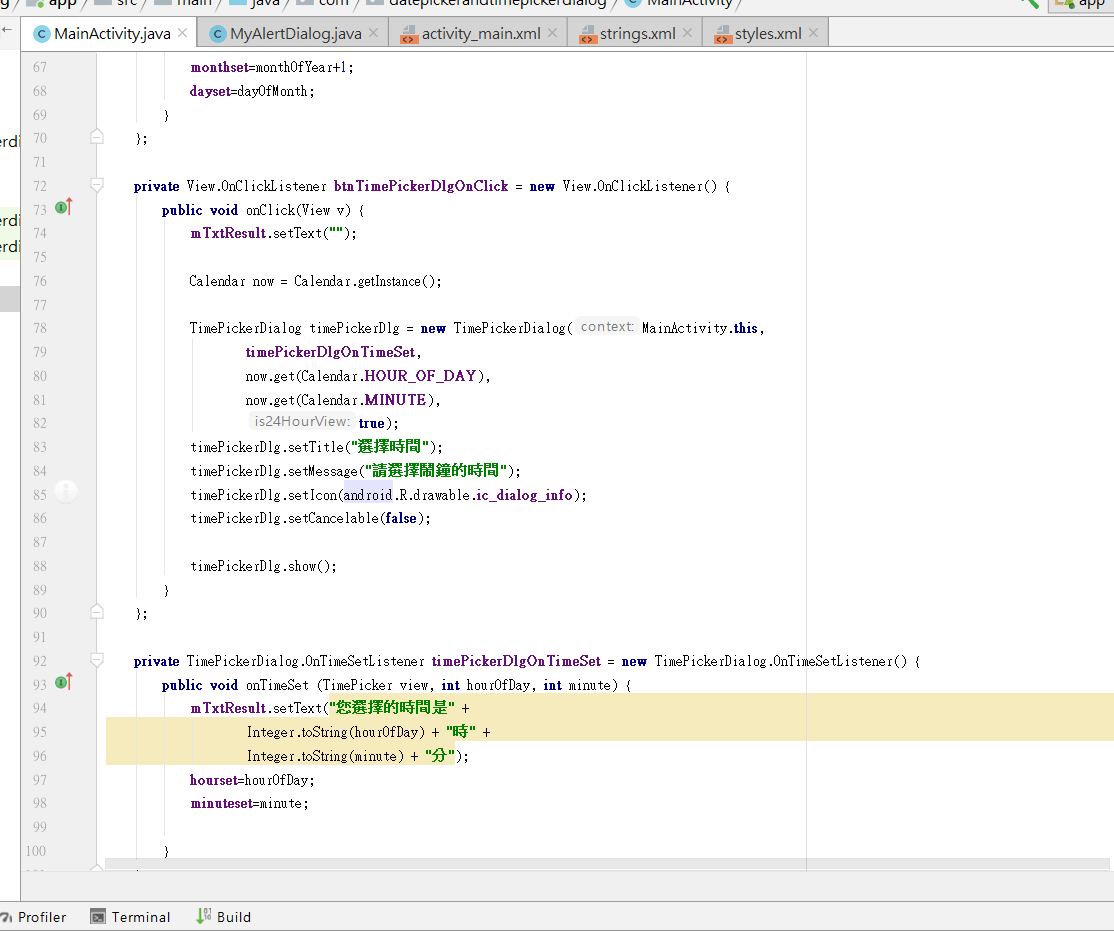 app src main java com datepickerandtimepickerdialog MainActivity app
MainActivity.java MyAlertDialog.java activity_main.xml strings.xml styles.xml
67 monthset=monthOfYear+1;
68 dayset=dayOfMonth;
69 }
70 };
71
72 private View.OnClickListener btnTimePickerDlgOnClick = new View.OnClickListener() {
73 public void onClick(View v) {
74 mTxtResult.setText("");
75
76 Calendar now = Calendar.getInstance();
77
78 TimePickerDialog timePickerDlg = new TimePickerDialog( context: MainActivity.this,
79 timePickerDlgOnTimeSet,
80 now.get(Calendar.HOUR_OF_DAY),
81 now.get(Calendar.MINUTE),
82 is24HourView: true);
83 timePickerDlg.setTitle("選擇時間");
84 timePickerDlg.setMessage("請選擇鬧鐘的時間");
85 timePickerDlg.setIcon(android.R.drawable.ic_dialog_info);
86 timePickerDlg.setCancelable(false);
87
88 timePickerDlg.show();
89 }
90 };
91
92 private TimePickerDialog.OnTimeSetListener timePickerDlgOnTimeSet = new TimePickerDialog.OnTimeSetListener() {
93 public void onTimeSet (TimePicker view, int hourOfDay, int minute) {
94 mTxtResult.setText("您選擇的時間是" +
95 Integer.toString(hourOfDay) + "時" +
96 Integer.toString(minute) + "分");
97 hourset=hourOfDay;
98 minuteset=minute;
99
100 }
Profiler Terminal Build